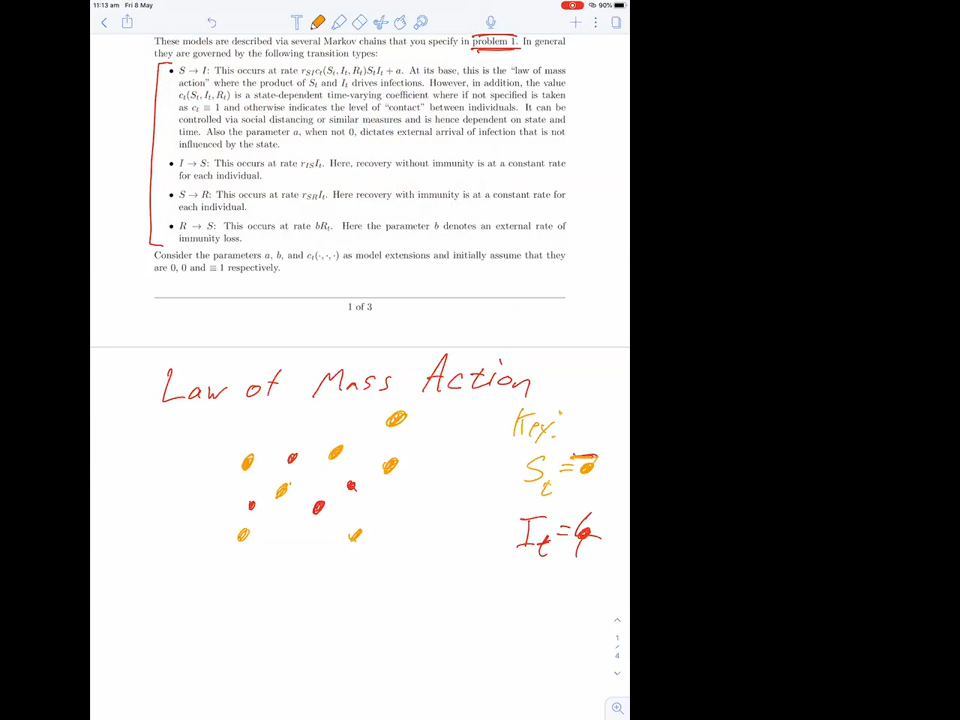 11:13 am Fri 8 May
90%
These models are described via several Markov chains that you specify in problem 1. In general
they are governed by the following transition types:
• S → I: This occurs at rate r_{SI}c_t(S_t, I_t, R_t)S_tI_t + a. At its base, this is the “law of mass
action” where the product of S_t and I_t drives infections. However, in addition, the value
c_t(S_t, I_t, R_t) is a state-dependent time-varying coefficient where if not specified is taken
as c_t ≡ 1 and otherwise indicates the level of “contact” between individuals. It can be
controlled via social distancing or similar measures and is hence dependent on state and
time. Also the parameter a, when not 0, dictates external arrival of infection that is not
influenced by the state.
• I → S: This occurs at rate r_{IS}I_t. Here, recovery without immunity is at a constant rate
for each individual.
• S → R: This occurs at rate r_{SR}I_t. Here recovery with immunity is at a constant rate for
each individual.
• R → S: This occurs at rate bR_t. Here the parameter b denotes an external rate of
immunity loss.
Consider the parameters a, b, and c_t(·, ·, ·) as model extensions and initially assume that they
are 0, 0 and ≡ 1 respectively.
1 of 3
Law of Mass Action
Key:
S_t =
I_t =
1
/
4